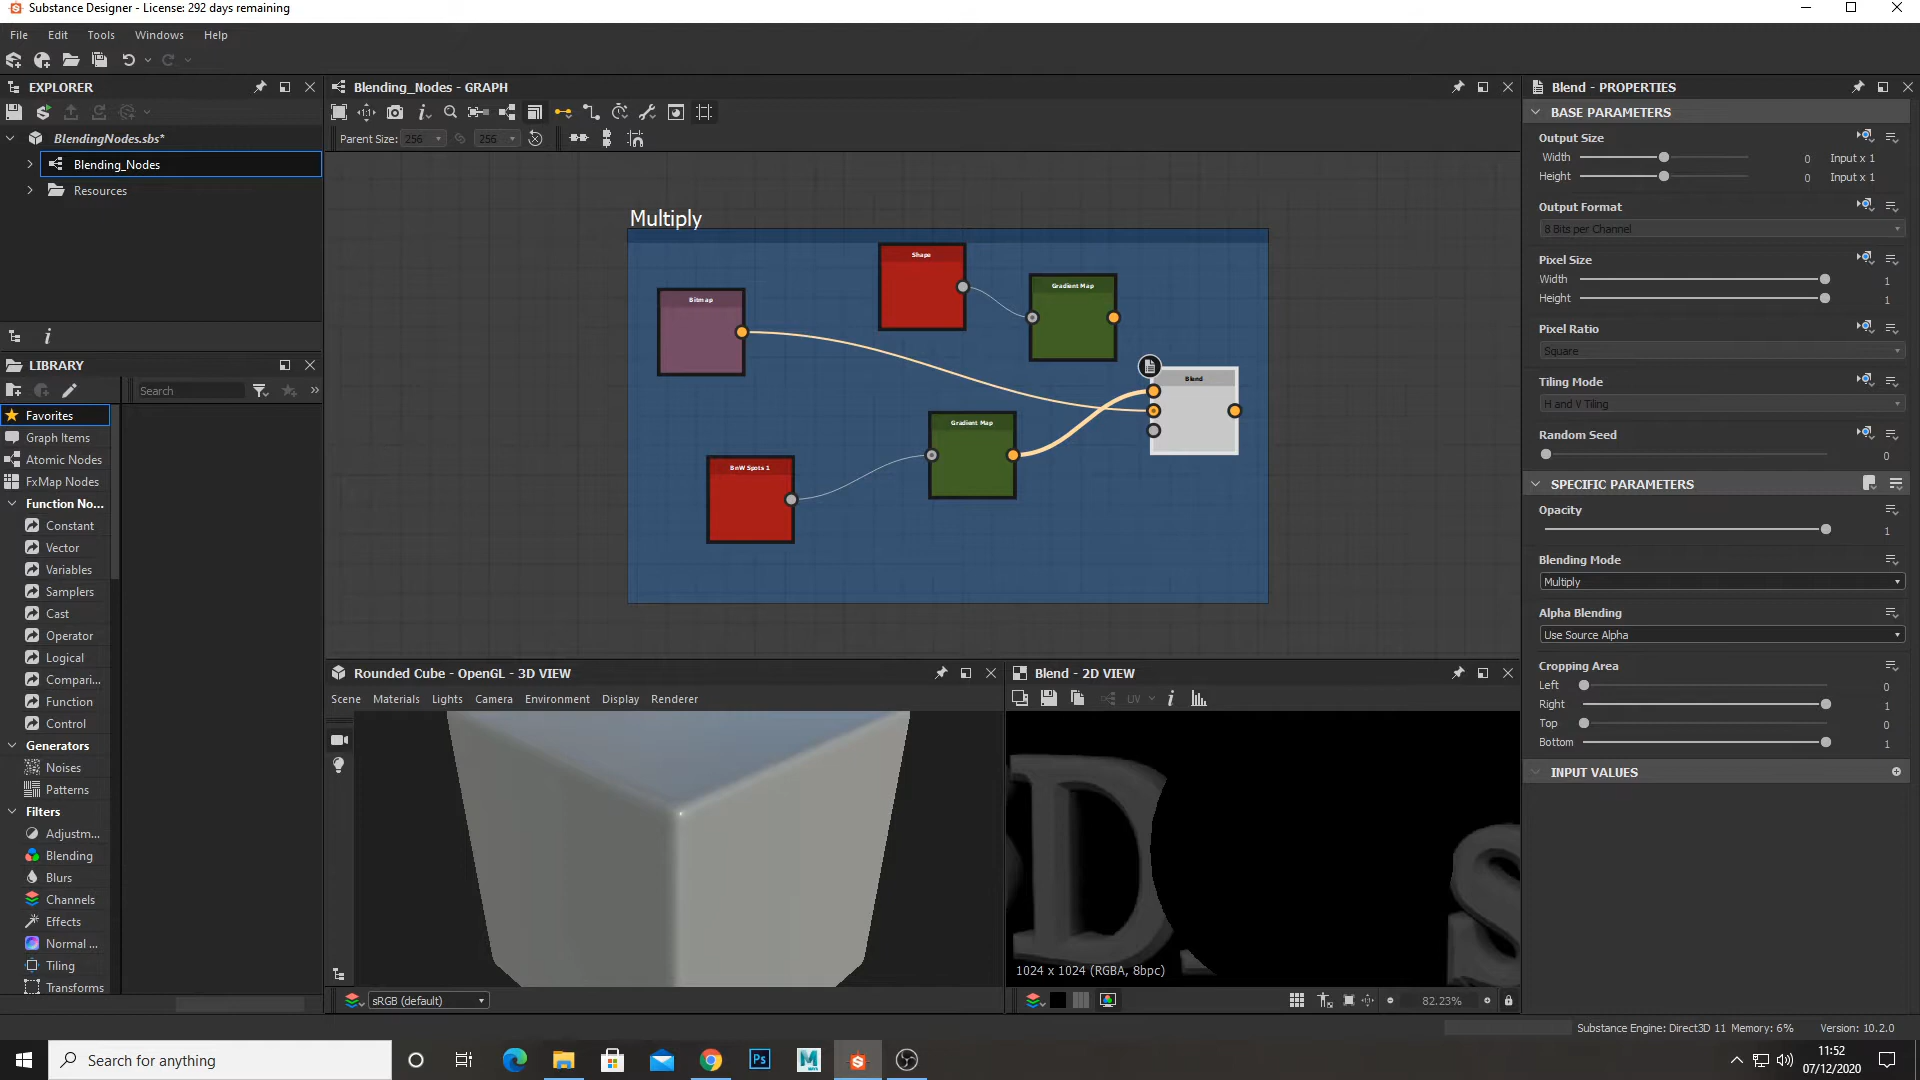 Substance Designer - License: 292 days remaining
File Edit Tools Windows Help
EXPLORER
BlendingNodes.sbs*
Blending_Nodes
Resources
LIBRARY
Search
Favorites
Graph Items
Atomic Nodes
FxMap Nodes
Function No...
Constant
Vector
Variables
Samplers
Cast
Operator
Logical
Compari...
Function
Control
Generators
Noises
Patterns
Filters
Adjustm...
Blending
Blurs
Channels
Effects
Normal ...
Tiling
Transforms
Blending_Nodes - GRAPH
Parent Size: 256 256
Multiply
Shape
Bitmap
Gradient Map
Blend
Gradient Map
BnW Spots 1
Rounded Cube - OpenGL - 3D VIEW
Scene Materials Lights Camera Environment Display Renderer
sRGB (default)
Blend - 2D VIEW
UV
D
s
1024 x 1024 (RGBA, 8bpc)
82.23%
Blend - PROPERTIES
BASE PARAMETERS
Output Size
Width 0 Input x 1
Height 0 Input x 1
Output Format
8 Bits per Channel
Pixel Size
Width 1
Height 1
Pixel Ratio
Square
Tiling Mode
H and V Tiling
Random Seed
0
SPECIFIC PARAMETERS
Opacity
1
Blending Mode
Multiply
Alpha Blending
Use Source Alpha
Cropping Area
Left 0
Right 1
Top 0
Bottom 1
INPUT VALUES
Substance Engine: Direct3D 11 Memory: 6% Version: 10.2.0
Search for anything
Ps
M
11:52
07/12/2020